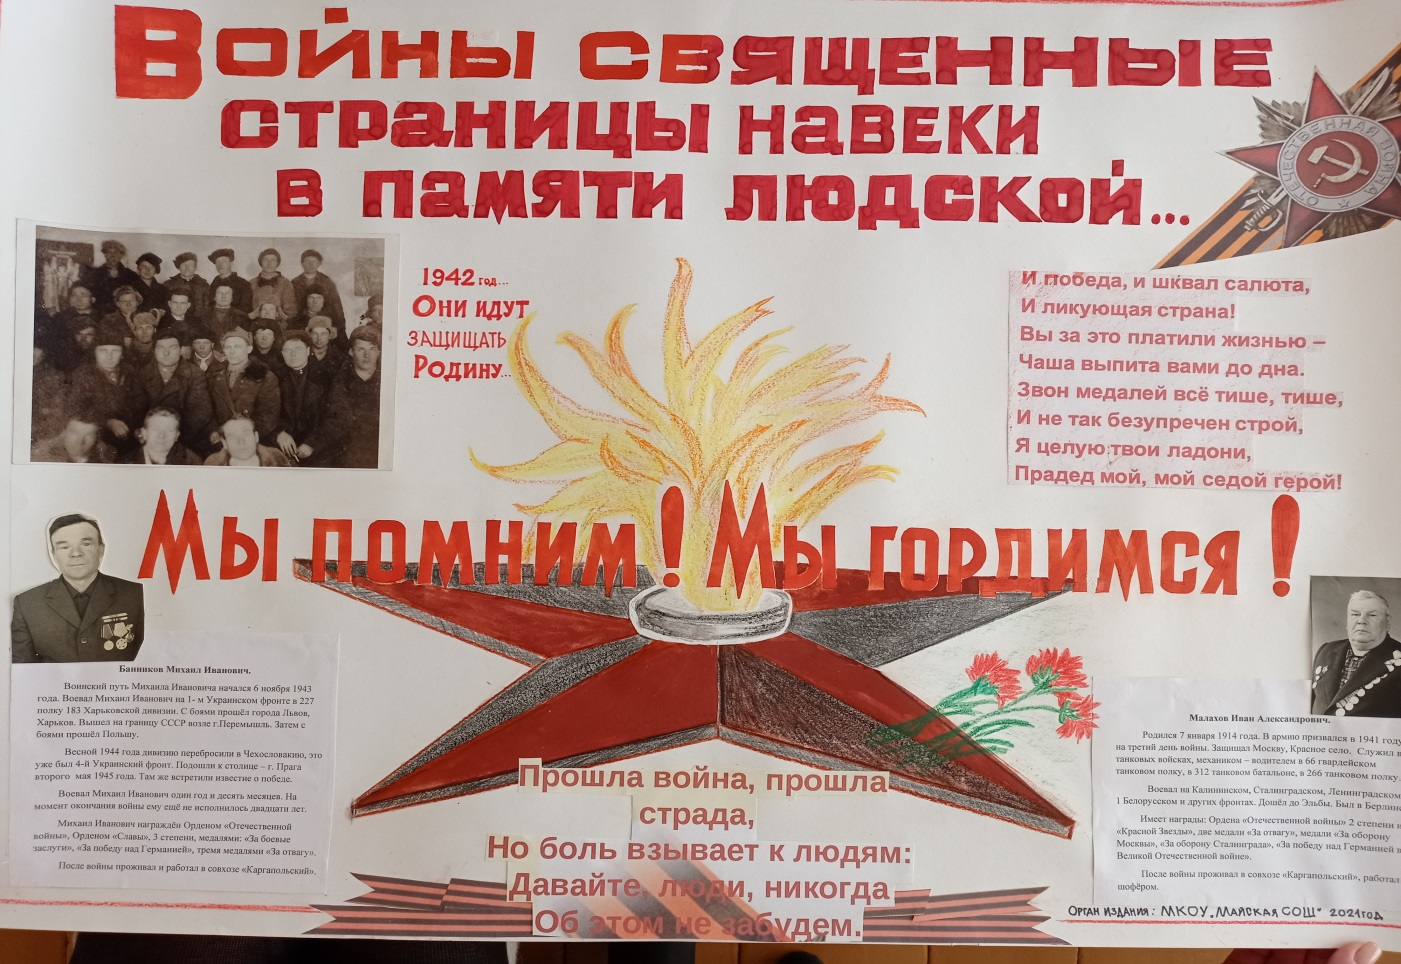 Войны священные
страницы навеки
в памяти людской...
ОТЕЧЕСТВЕННАЯ ВОЙНА
1942 год...
Они идут
защищать
Родину...
И победа, и шквал салюта,
И ликующая страна!
Вы за это платили жизнью –
Чаша выпита вами до дна.
Звон медалей всё тише, тише,
И не так безупречен строй,
Я целую твои ладони,
Прадед мой, мой седой герой!
Мы помним! Мы гордимся!
Банников Михаил Иванович.
Воинский путь Михаила Ивановича начался 6 ноября 1943
года. Воевал Михаил Иванович на 1- м Украинском фронте в 227
полку 183 Харьковской дивизии. С боями прошёл города Львов,
Харьков. Вышел на границу СССР возле г.Перемышль. Затем с
боями прошёл Польшу.
Весной 1944 года дивизию перебросили в Чехословакию, это
уже был 4-й Украинский фронт. Подошли к столице – г. Прага
второго мая 1945 года. Там же встретили известие о победе.
Воевал Михаил Иванович один год и десять месяцев. На
момент окончания войны ему ещё не исполнилось двадцати лет.
Михаил Иванович награждён Орденом «Отечественной
войны», Орденом «Славы», 3 степени, медалями: «За боевые
заслуги», «За победу над Германией», тремя медалями «За отвагу».
После войны проживал и работал в совхозе «Каргапольский».
Прошла война, прошла
страда,
Но боль взывает к людям:
Давайте, люди, никогда
Об этом не забудем.
Малахов Иван Александрович.
Родился 7 января 1914 года. В армию призвался в 1941 году
на третий день войны. Защищал Москву, Красное село. Служил в
танковых войсках, механиком – водителем в 66 гвардейском
танковом полку, в 312 танковом батальоне, в 266 танковом полку.
Воевал на Калининском, Сталинградском, Ленинградском,
1 Белорусском и других фронтах. Дошёл до Эльбы. Был в Берлине
Имеет награды: Ордена «Отечественной войны» 2 степени и
«Красной Звезды», две медали «За отвагу», медали «За оборону
Москвы», «За оборону Сталинграда», «За победу над Германией в
Великой Отечественной войне».
После войны проживал в совхозе «Каргапольский», работал
шофёром.
Орган издания: МКОУ „Майская СОШ" 2021год